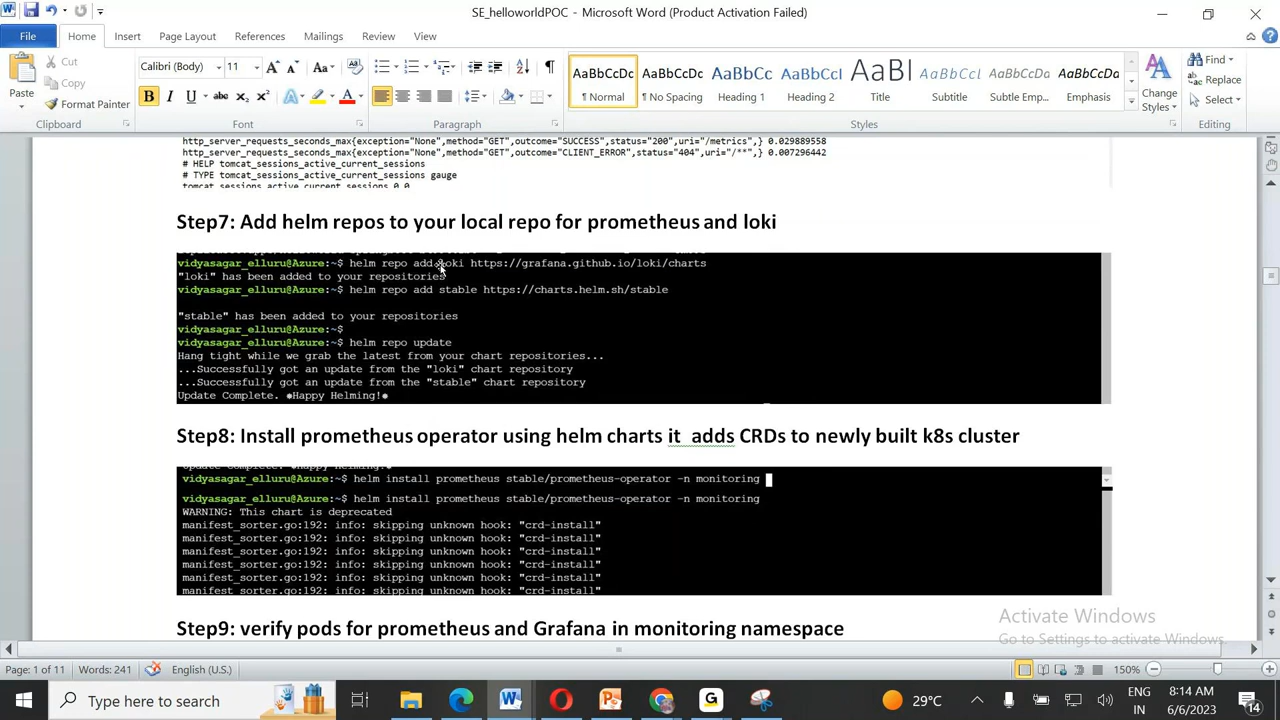 SE_helloworldPOC - Microsoft Word (Product Activation Failed)
File Home Insert Page Layout References Mailings Review View
Paste
Cut
Copy
Format Painter
Clipboard
Calibri (Body) 11
Font
Paragraph
AaBbCcDc AaBbCcDc AaBbCc AaBbCcI AaBl AaBbCcL AaBbCcDc AaBbCcDa
¶ Normal ¶ No Spacing Heading 1 Heading 2 Title Subtitle Subtle Emp... Emphasis
Change Styles
Styles
Find
Replace
Select
Editing
http_server_requests_seconds_max{exception="None",method="GET",outcome="SUCCESS",status="200",uri="/metrics",} 0.029889558
http_server_requests_seconds_max{exception="None",method="GET",outcome="CLIENT_ERROR",status="404",uri="/**",} 0.007296442
# HELP tomcat_sessions_active_current_sessions
# TYPE tomcat_sessions_active_current_sessions gauge
tomcat_sessions_active_current_sessions 0.0
Step7: Add helm repos to your local repo for prometheus and loki
vidyasagar_elluru@Azure:~$ helm repo add loki https://grafana.github.io/loki/charts
"loki" has been added to your repositories
vidyasagar_elluru@Azure:~$ helm repo add stable https://charts.helm.sh/stable
"stable" has been added to your repositories
vidyasagar_elluru@Azure:~$
vidyasagar_elluru@Azure:~$ helm repo update
Hang tight while we grab the latest from your chart repositories...
...Successfully got an update from the "loki" chart repository
...Successfully got an update from the "stable" chart repository
Update Complete. ⎈Happy Helming!⎈
Step8: Install prometheus operator using helm charts it adds CRDs to newly built k8s cluster
Update Complete. ⎈Happy Helming!⎈
vidyasagar_elluru@Azure:~$ helm install prometheus stable/prometheus-operator -n monitoring
vidyasagar_elluru@Azure:~$ helm install prometheus stable/prometheus-operator -n monitoring
WARNING: This chart is deprecated
manifest_sorter.go:192: info: skipping unknown hook: "crd-install"
manifest_sorter.go:192: info: skipping unknown hook: "crd-install"
manifest_sorter.go:192: info: skipping unknown hook: "crd-install"
manifest_sorter.go:192: info: skipping unknown hook: "crd-install"
manifest_sorter.go:192: info: skipping unknown hook: "crd-install"
manifest_sorter.go:192: info: skipping unknown hook: "crd-install"
Step9: verify pods for prometheus and Grafana in monitoring namespace
Activate Windows
Go to Settings to activate Windows.
Page: 1 of 11 Words: 241 English (U.S.) 150%
Type here to search
29°C
ENG
IN
8:14 AM
6/6/2023
14